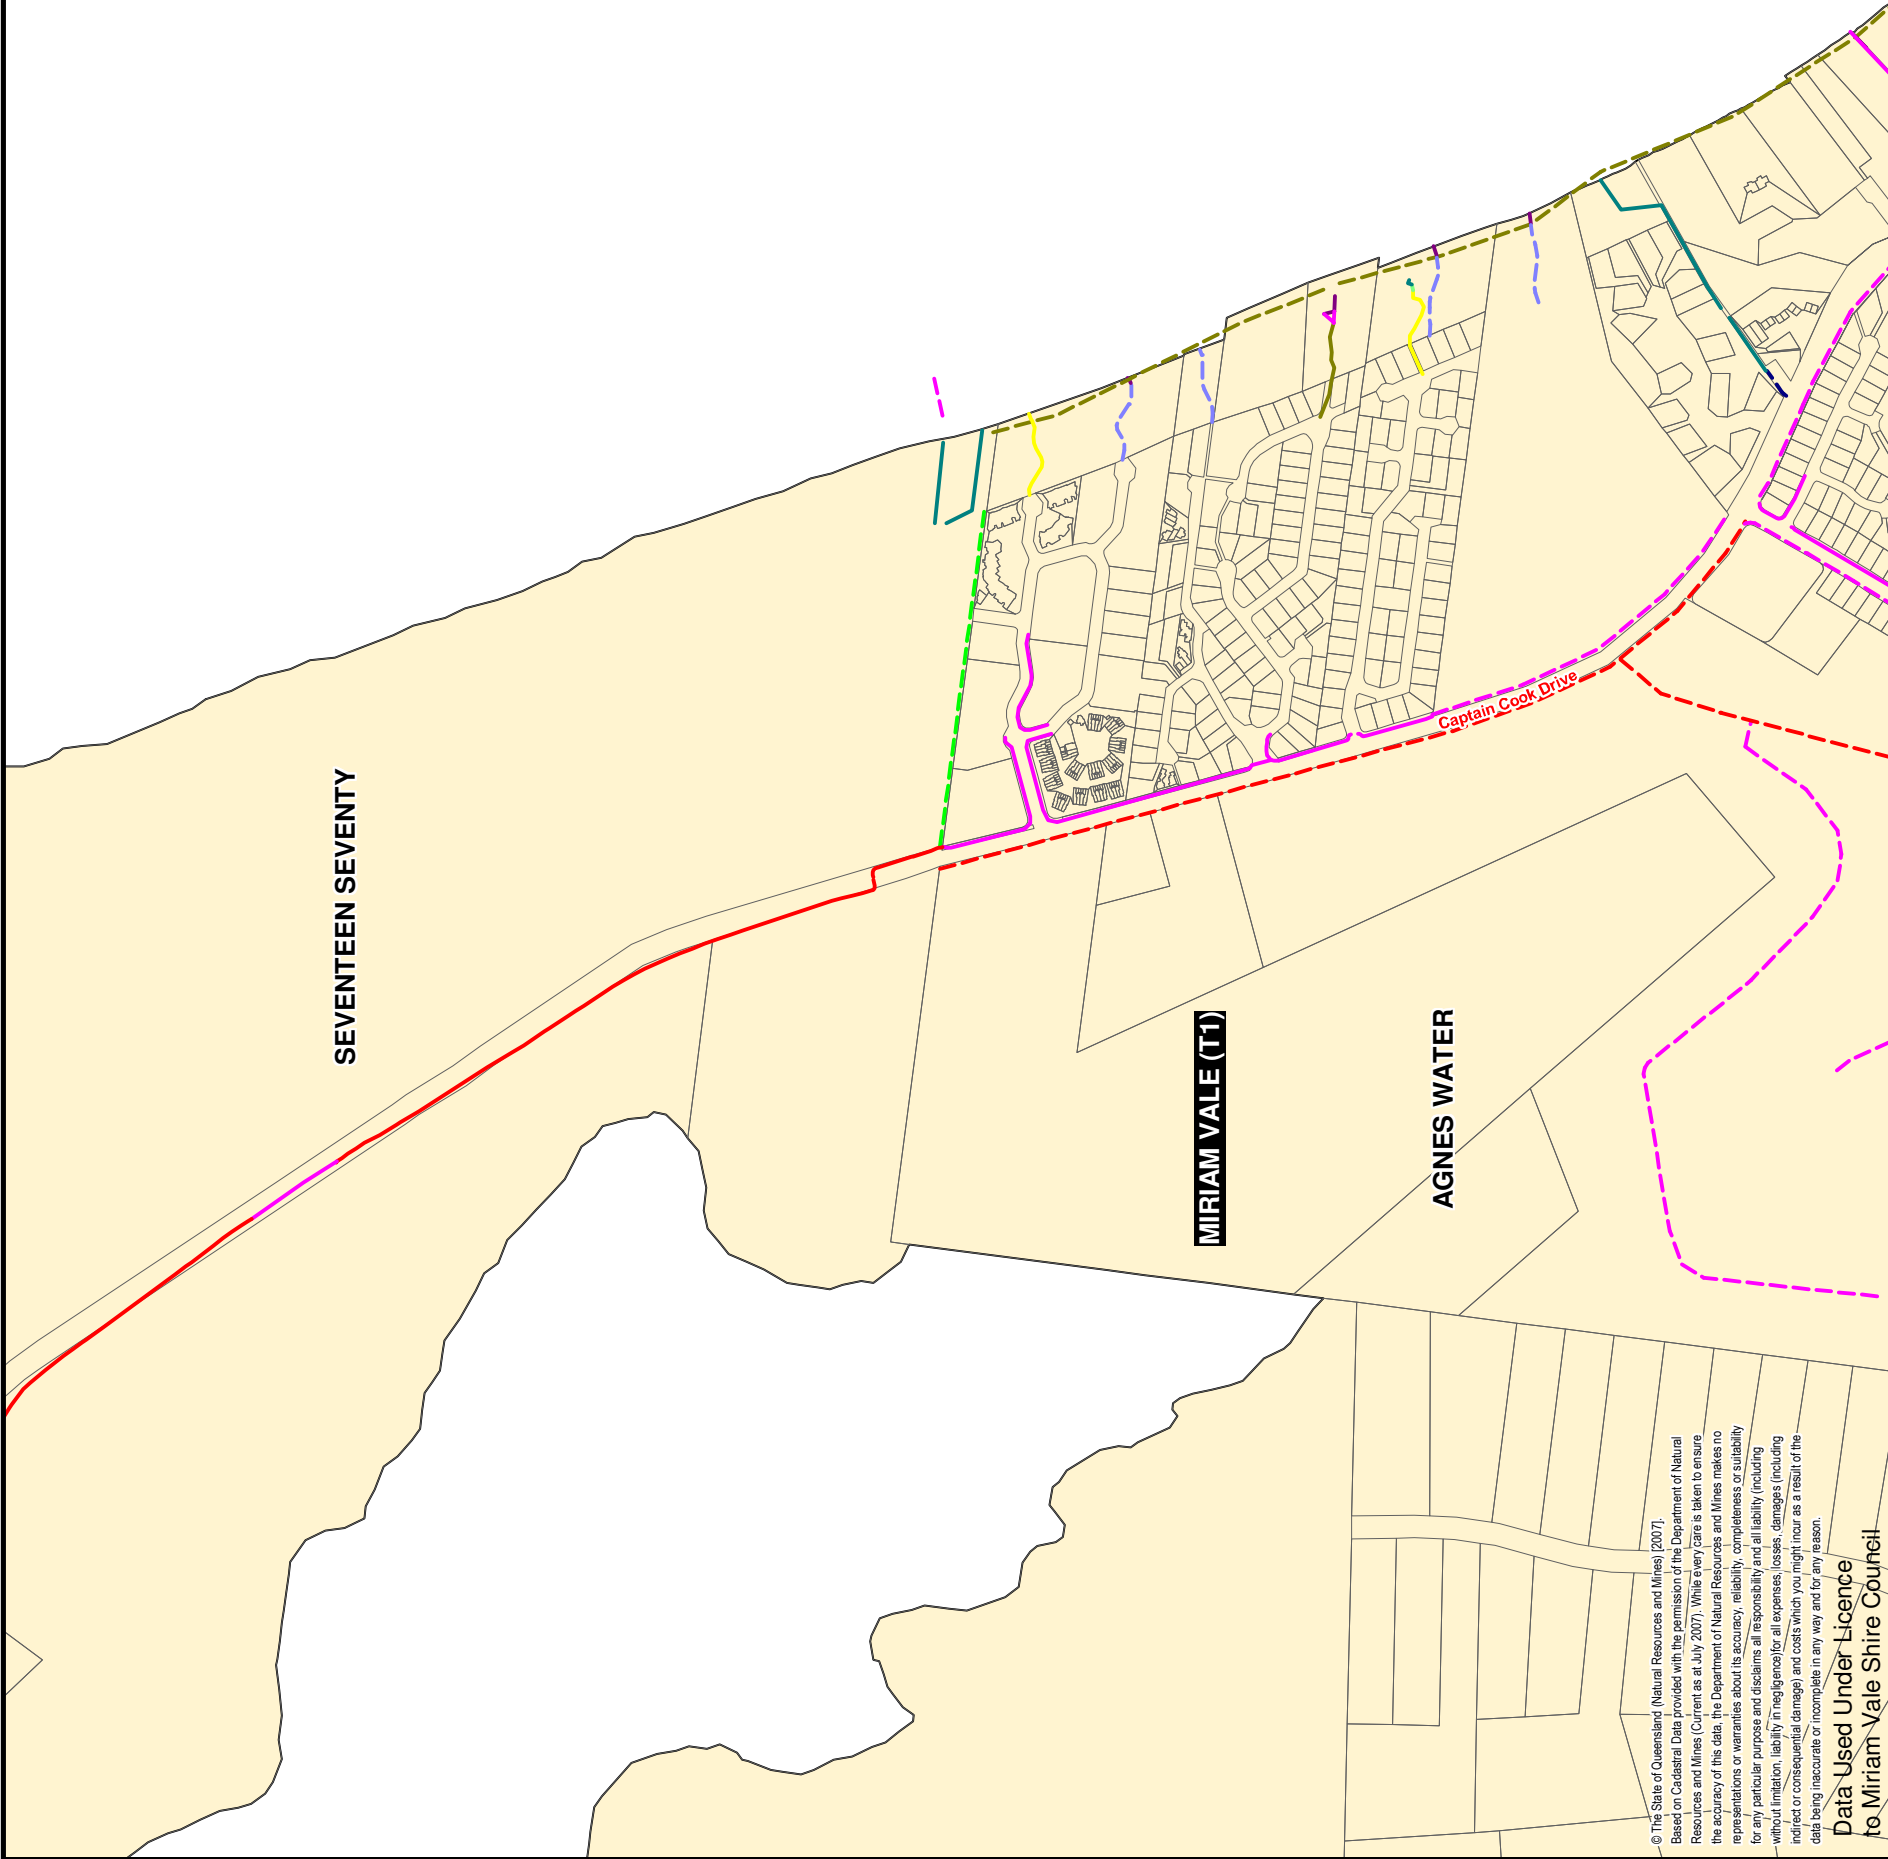 SEVENTEEN SEVENTY
MIRIAM VALE (T1)
AGNES WATER
Captain Cook Drive
© The State of Queensland (Natural Resources and Mines) [2007].
Based on Cadastral Data provided with the permission of the Department of Natural
Resources and Mines (Current as at July 2007). While every care is taken to ensure
the accuracy of this data, the Department of Natural Resources and Mines makes no
representations or warranties about its accuracy, reliability, completeness or suitability
for any particular purpose and disclaims all responsibility and all liability (including
without limitation, liability in negligence)for all expenses, losses, damages (including
indirect or consequential damage) and costs which you might incur as a result of the
data being inaccurate or incomplete in any way and for any reason.
Data Used Under Licence
to Miriam Vale Shire Council